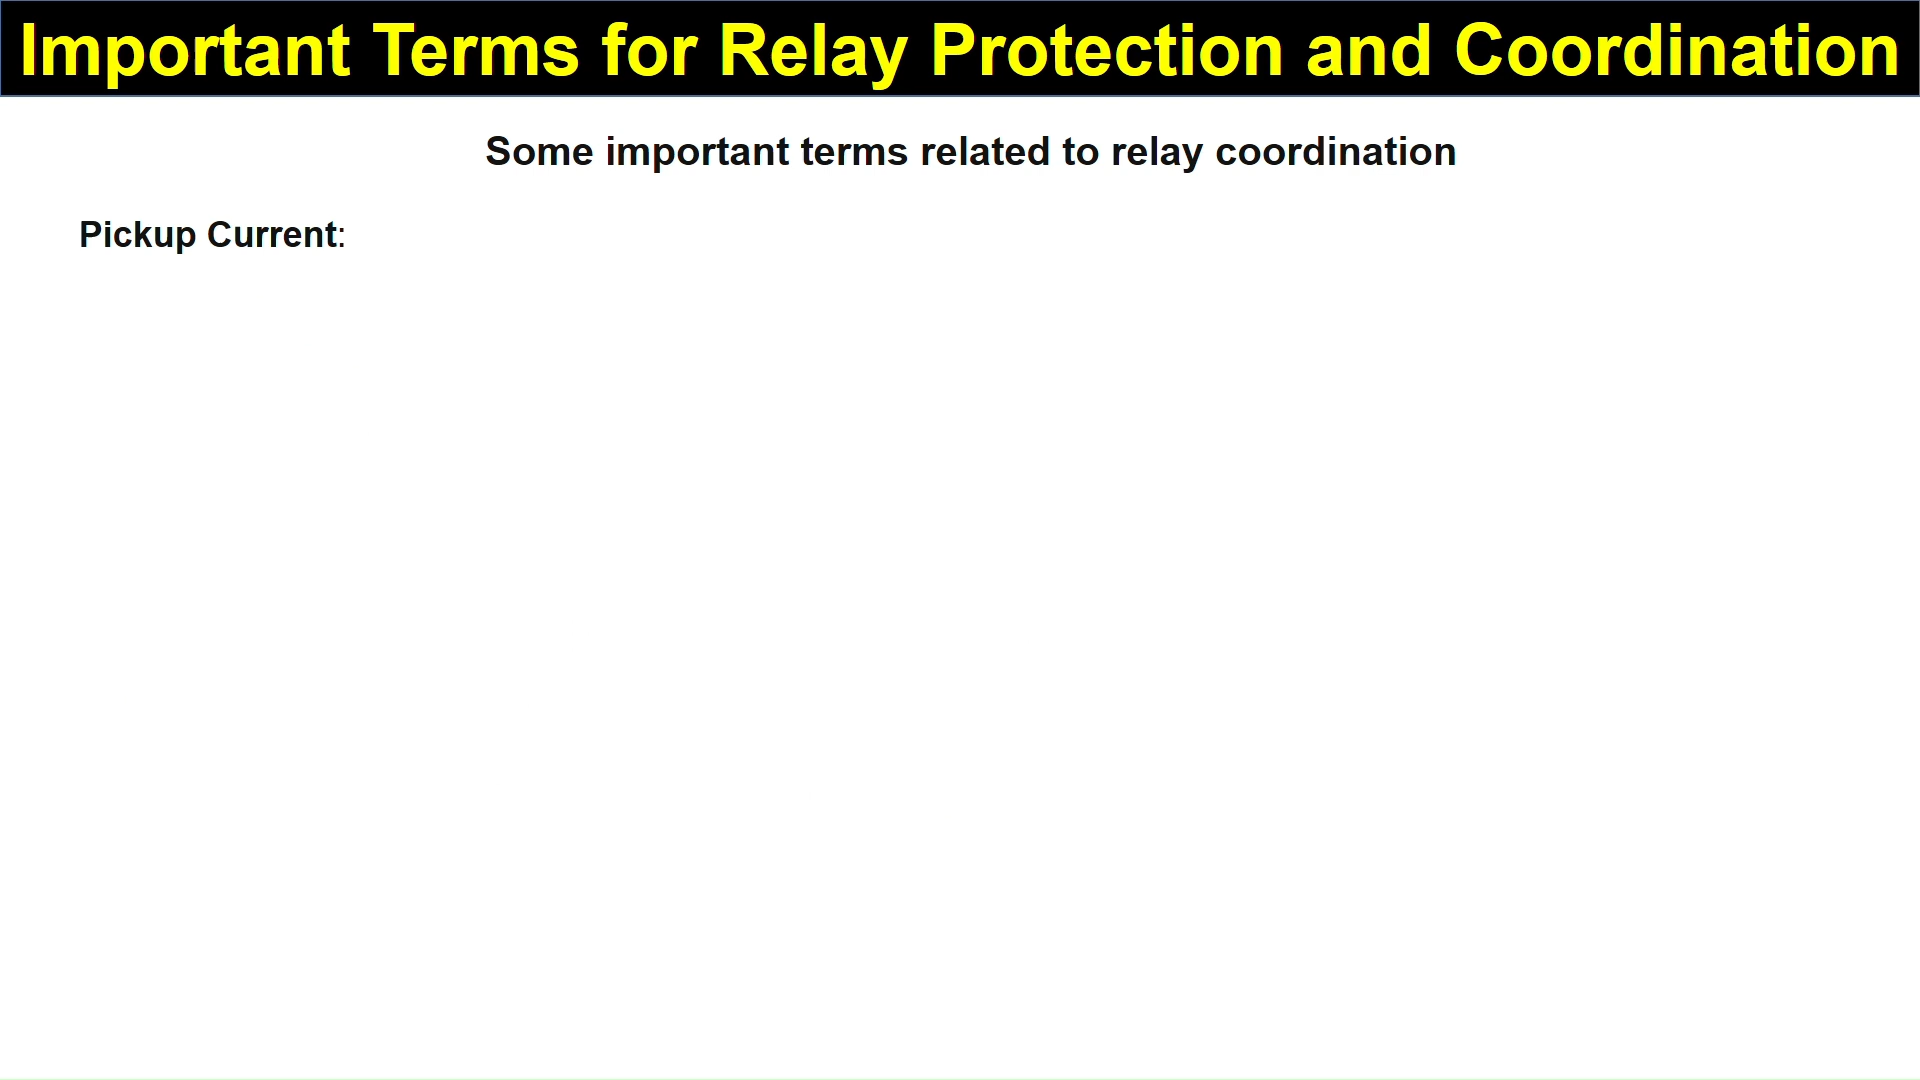 Important Terms for Relay Protection and Coordination
Some important terms related to relay coordination
Pickup Current: